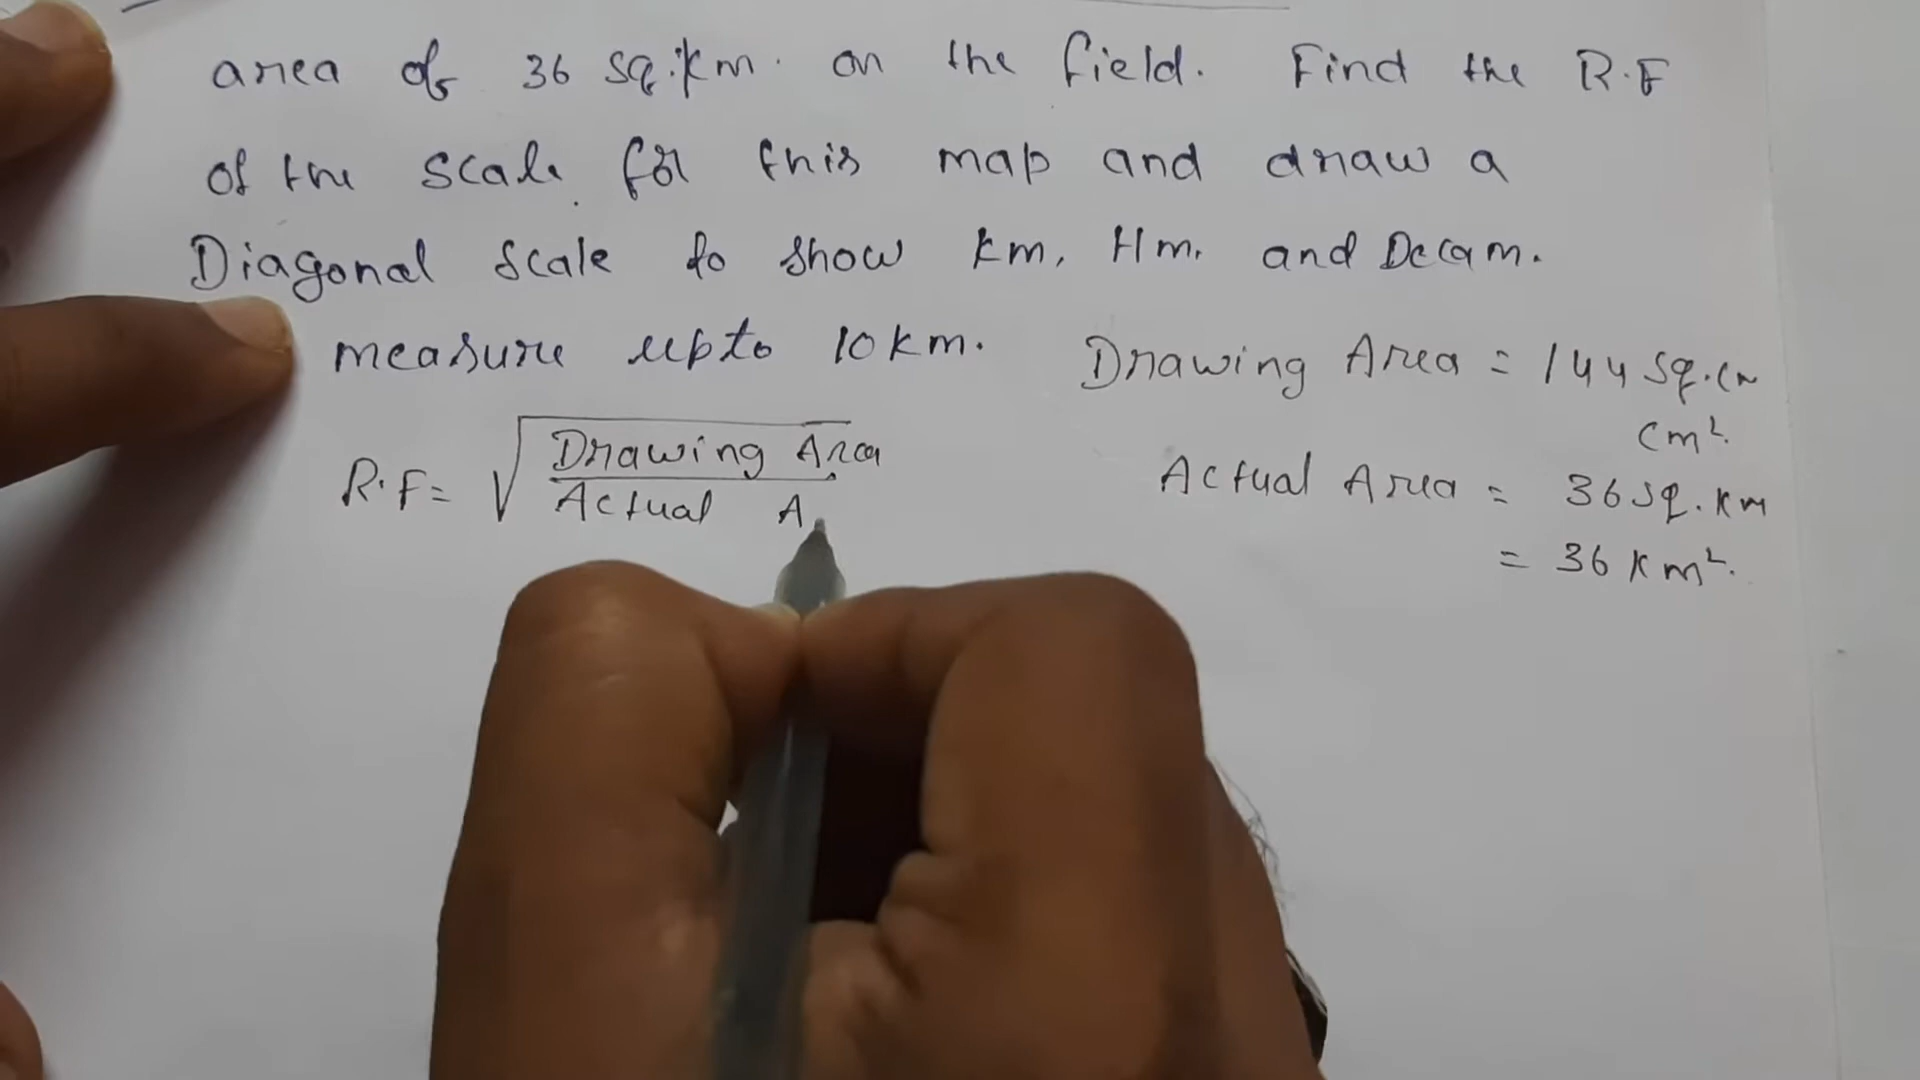 area of 36 sq.km. on the field. Find the R.F
of the scale for this map and draw a
Diagonal scale to show km, Hm. and Decam.
measure upto 10 km.
Drawing Area = 144 sq.cm
cm².
R.F = √ Drawing Area
Actual A
Actual Area = 36 sq.km
= 36 km².